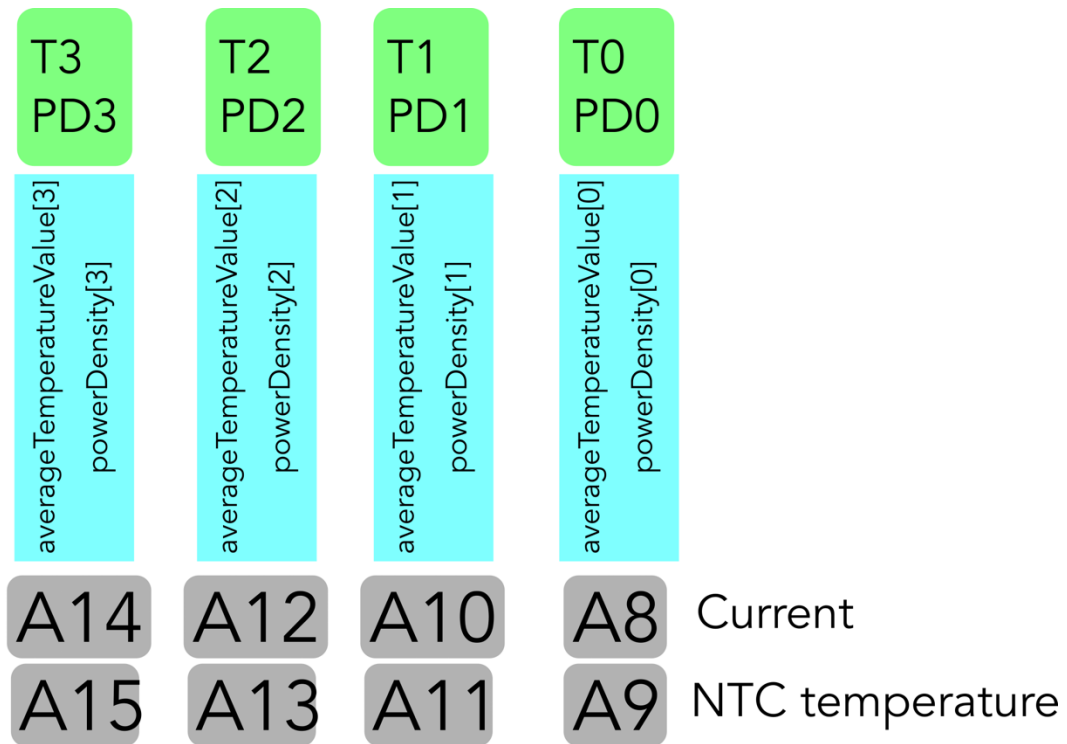 T3
PD3
T2
PD2
T1
PD1
T0
PD0
averageTemperatureValue[3]
powerDensity[3]
averageTemperatureValue[2]
powerDensity[2]
averageTemperatureValue[1]
powerDensity[1]
averageTemperatureValue[0]
powerDensity[0]
A14 A12 A10 A8 Current
A15 A13 A11 A9 NTC temperature